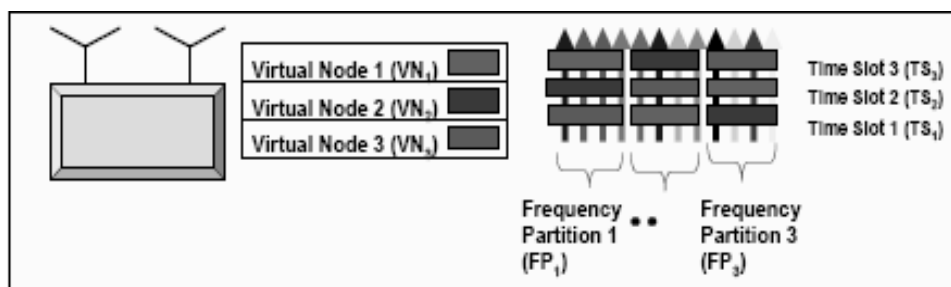 Virtual Node 1 (VN₁)
Virtual Node 2 (VN₂)
Virtual Node 3 (VN₃)
Time Slot 3 (TS₃)
Time Slot 2 (TS₂)
Time Slot 1 (TS₁)
Frequency
Partition 1
(FP₁)
Frequency
Partition 3
(FP₃)